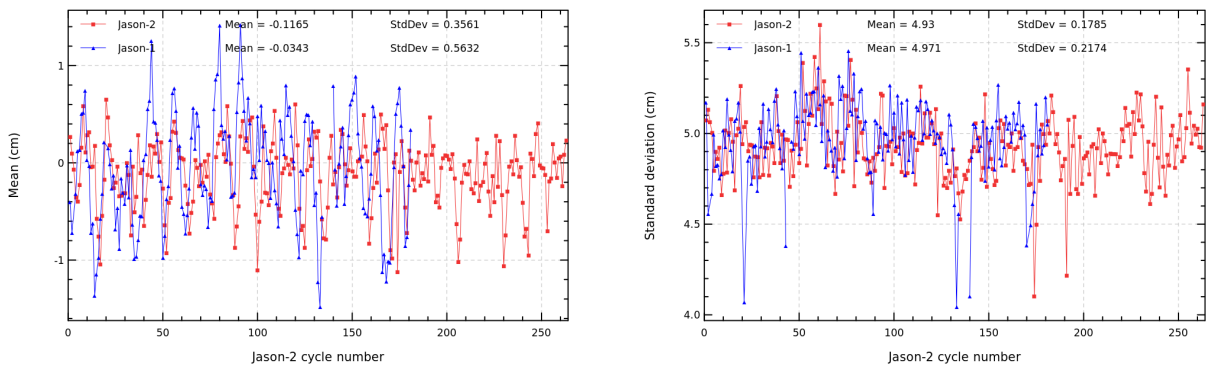 Jason-2 Mean = -0.1165 StdDev = 0.3561
Jason-1 Mean = -0.0343 StdDev = 0.5632
1
0
-1
Mean (cm)
0 50 100 150 200 250
Jason-2 cycle number
Jason-2 Mean = 4.93 StdDev = 0.1785
Jason-1 Mean = 4.971 StdDev = 0.2174
5.5
5.0
4.5
4.0
Standard deviation (cm)
0 50 100 150 200 250
Jason-2 cycle number